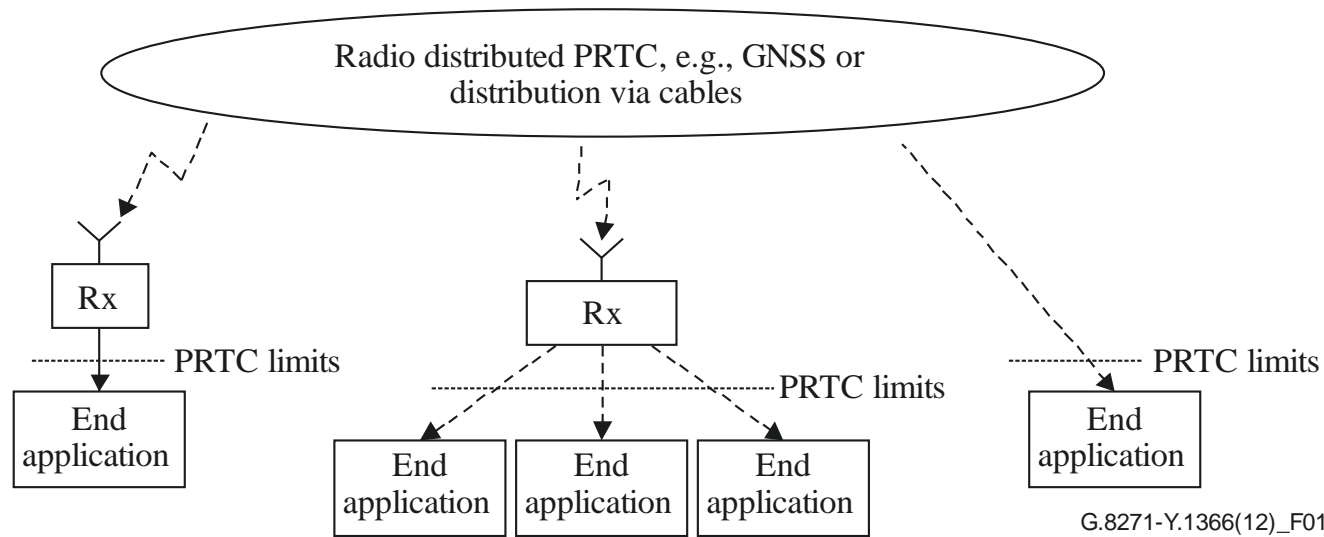 Radio distributed PRTC, e.g., GNSS or
distribution via cables
Rx
Rx
PRTC limits
PRTC limits
PRTC limits
End
application
End
application
End
application
End
application
End
application
G.8271-Y.1366(12)_F01